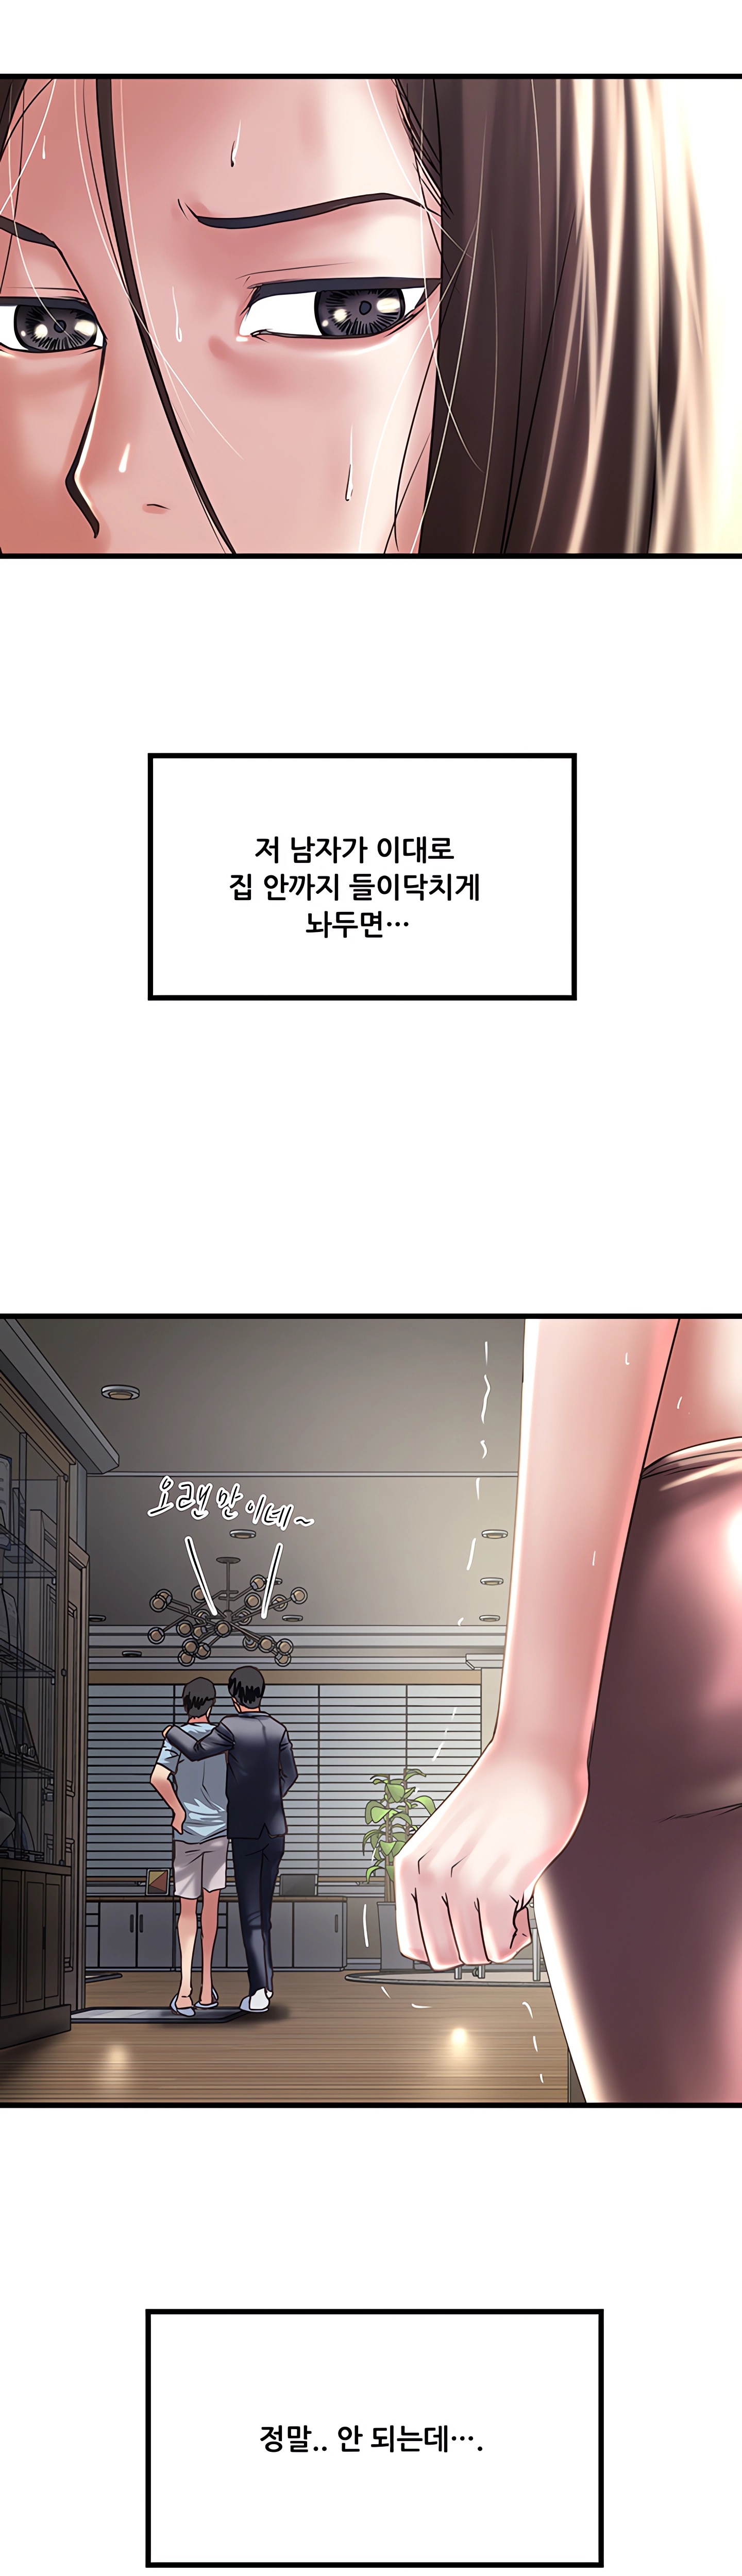 저 남자가 이대로
집 안까지 들이닥치게
놔두면…
오랜만이네~
정말.. 안 되는데….